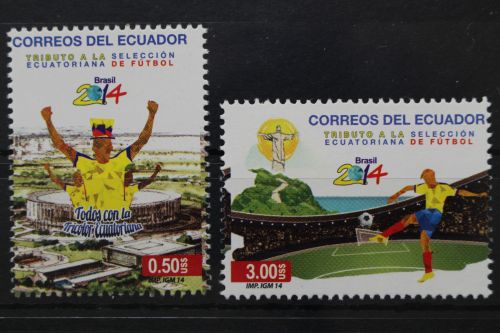 CORREOS DEL ECUADOR
TRIBUTO A LA SELECCIÓN
ECUATORIANA DE FÚTBOL
Brasil
2014
Todos con la
Tricolor Ecuatoriana
0.50 US$
IMP. IGM 14
CORREOS DEL ECUADOR
TRIBUTO A LA SELECCIÓN
ECUATORIANA DE FÚTBOL
Brasil
2014
3.00 US$
IMP. IGM 14